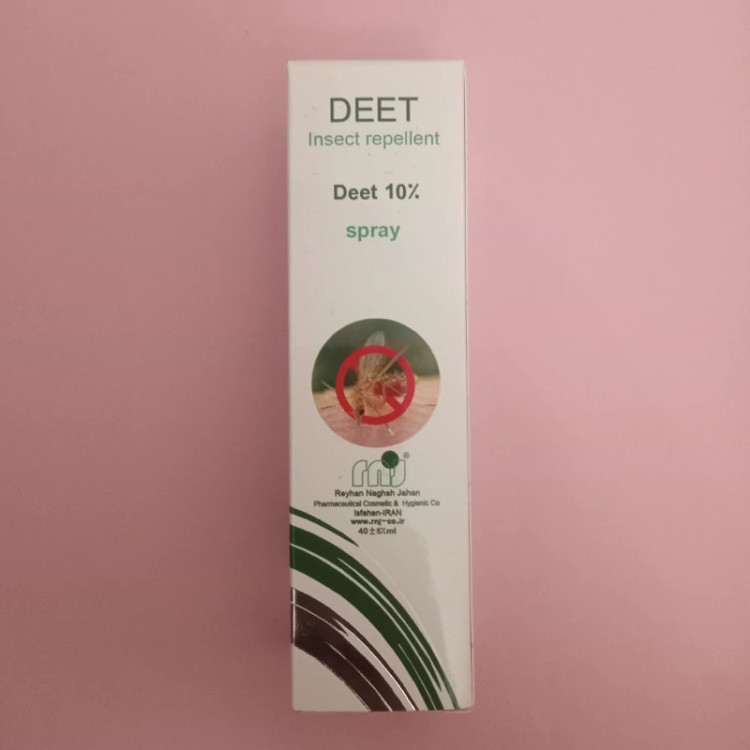 DEET
Insect repellent
Deet 10%
spray
rnj®
Reyhan Naghsh Jahan
Pharmaceutical Cosmetic & Hygienic Co
Isfahan-IRAN
www.rnj-co.ir
40±5%ml